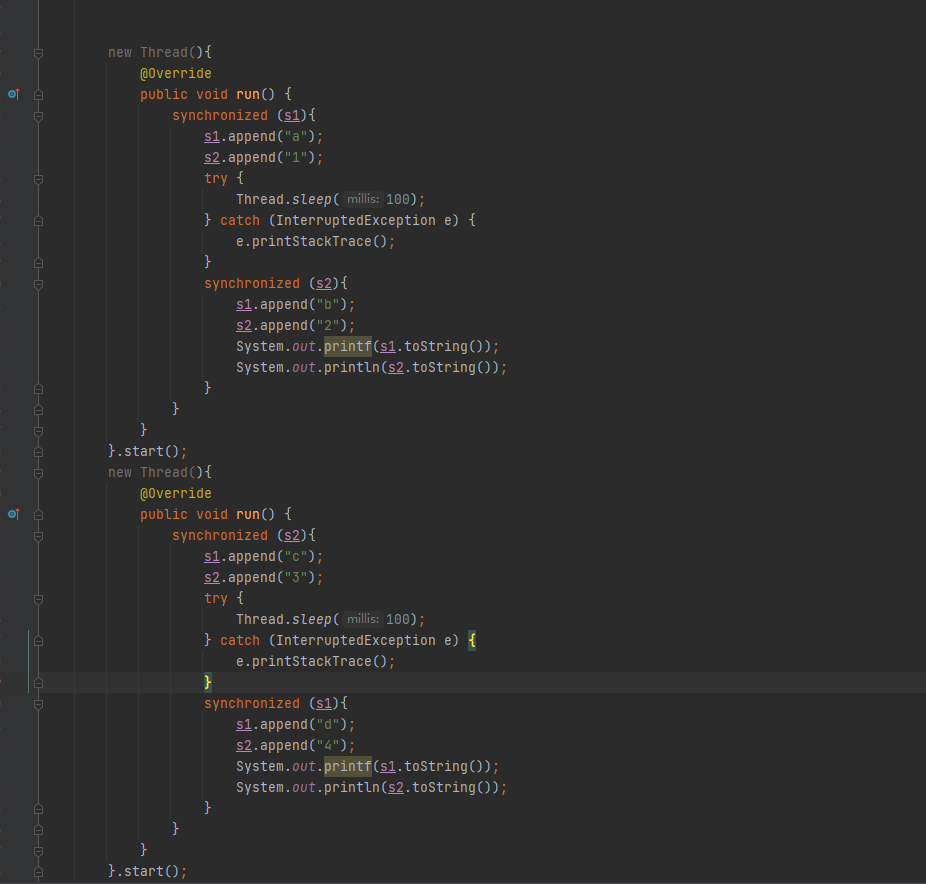 new Thread(){
@Override
public void run() {
synchronized (s1){
s1.append("a");
s2.append("1");
try {
Thread.sleep( millis: 100);
} catch (InterruptedException e) {
e.printStackTrace();
}
synchronized (s2){
s1.append("b");
s2.append("2");
System.out.printf(s1.toString());
System.out.println(s2.toString());
}
}
}
}.start();
new Thread(){
@Override
public void run() {
synchronized (s2){
s1.append("c");
s2.append("3");
try {
Thread.sleep( millis: 100);
} catch (InterruptedException e) {
e.printStackTrace();
}
synchronized (s1){
s1.append("d");
s2.append("4");
System.out.printf(s1.toString());
System.out.println(s2.toString());
}
}
}
}.start();